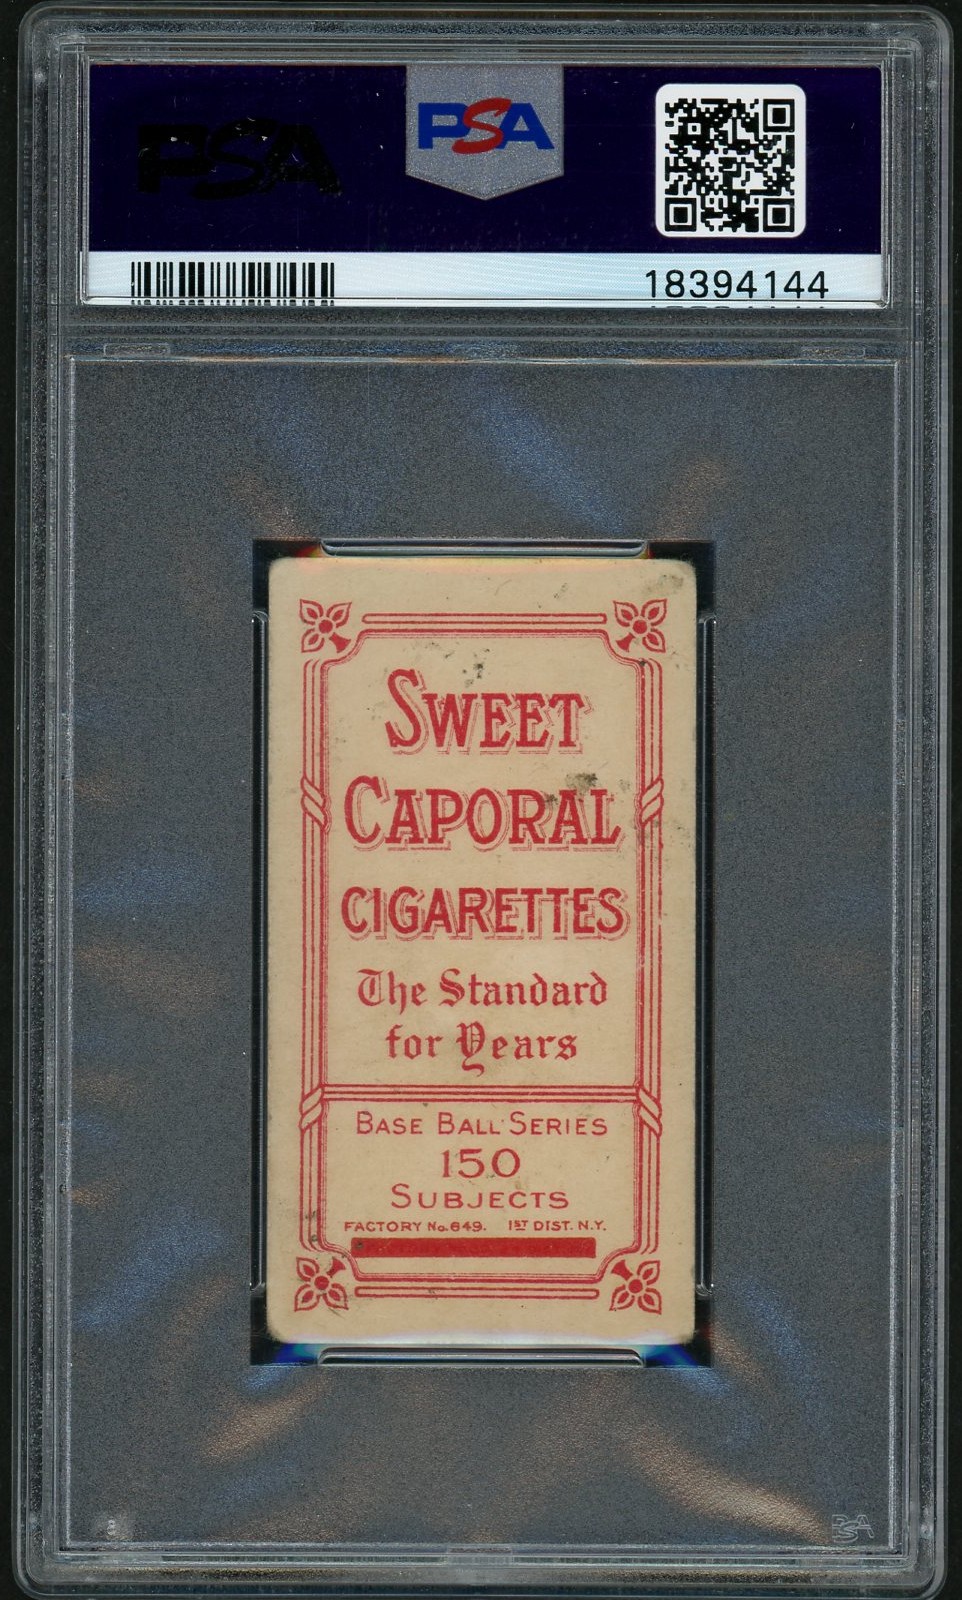 PSA
PSA
18394144
SWEET
CAPORAL
CIGARETTES
The Standard
for Years
BASE BALL SERIES
150
SUBJECTS
FACTORY No. 649. 1ST DIST. N.Y.
PSA